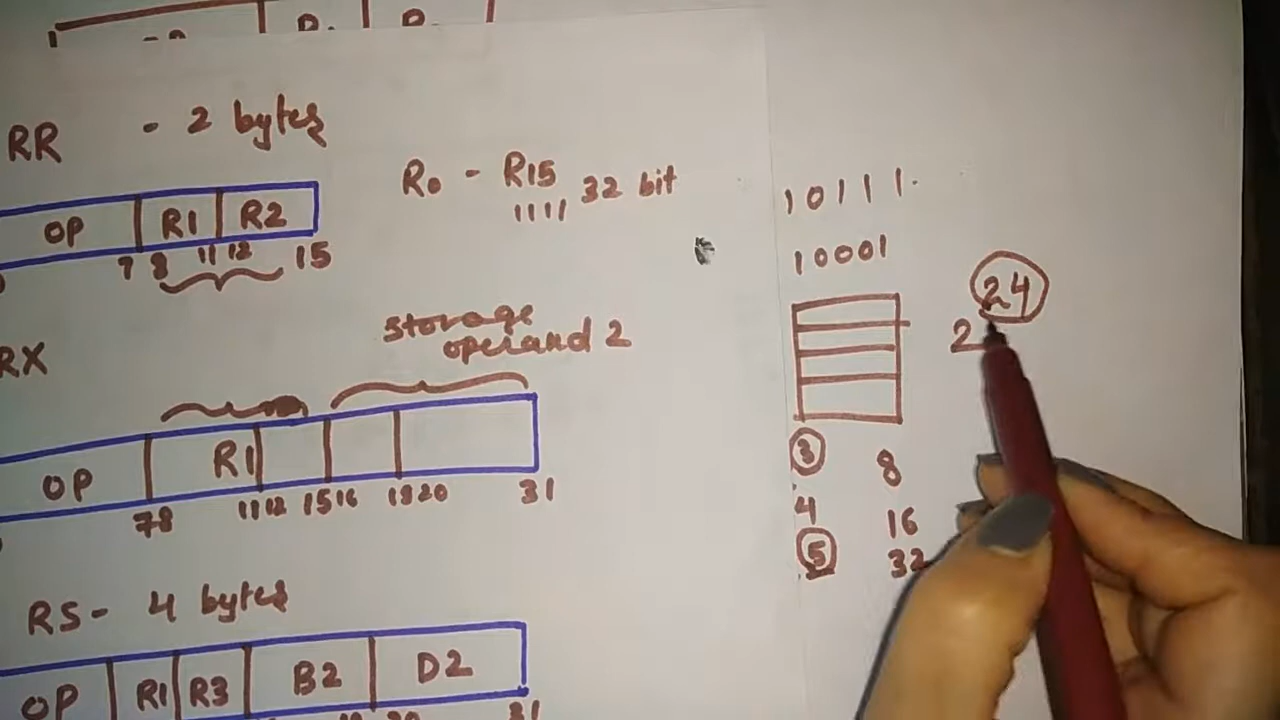 RR - 2 bytes
R0 - R15 32 bit
1111
OP R1 R2
7 8 11 12 15
RX
storage
operand 2
OP R1
78 11 12 15 16 19 20 31
RS - 4 bytes
OP R1 R3 B2 D2
31
10111
10001
24
2
3 8
4 16
5 32